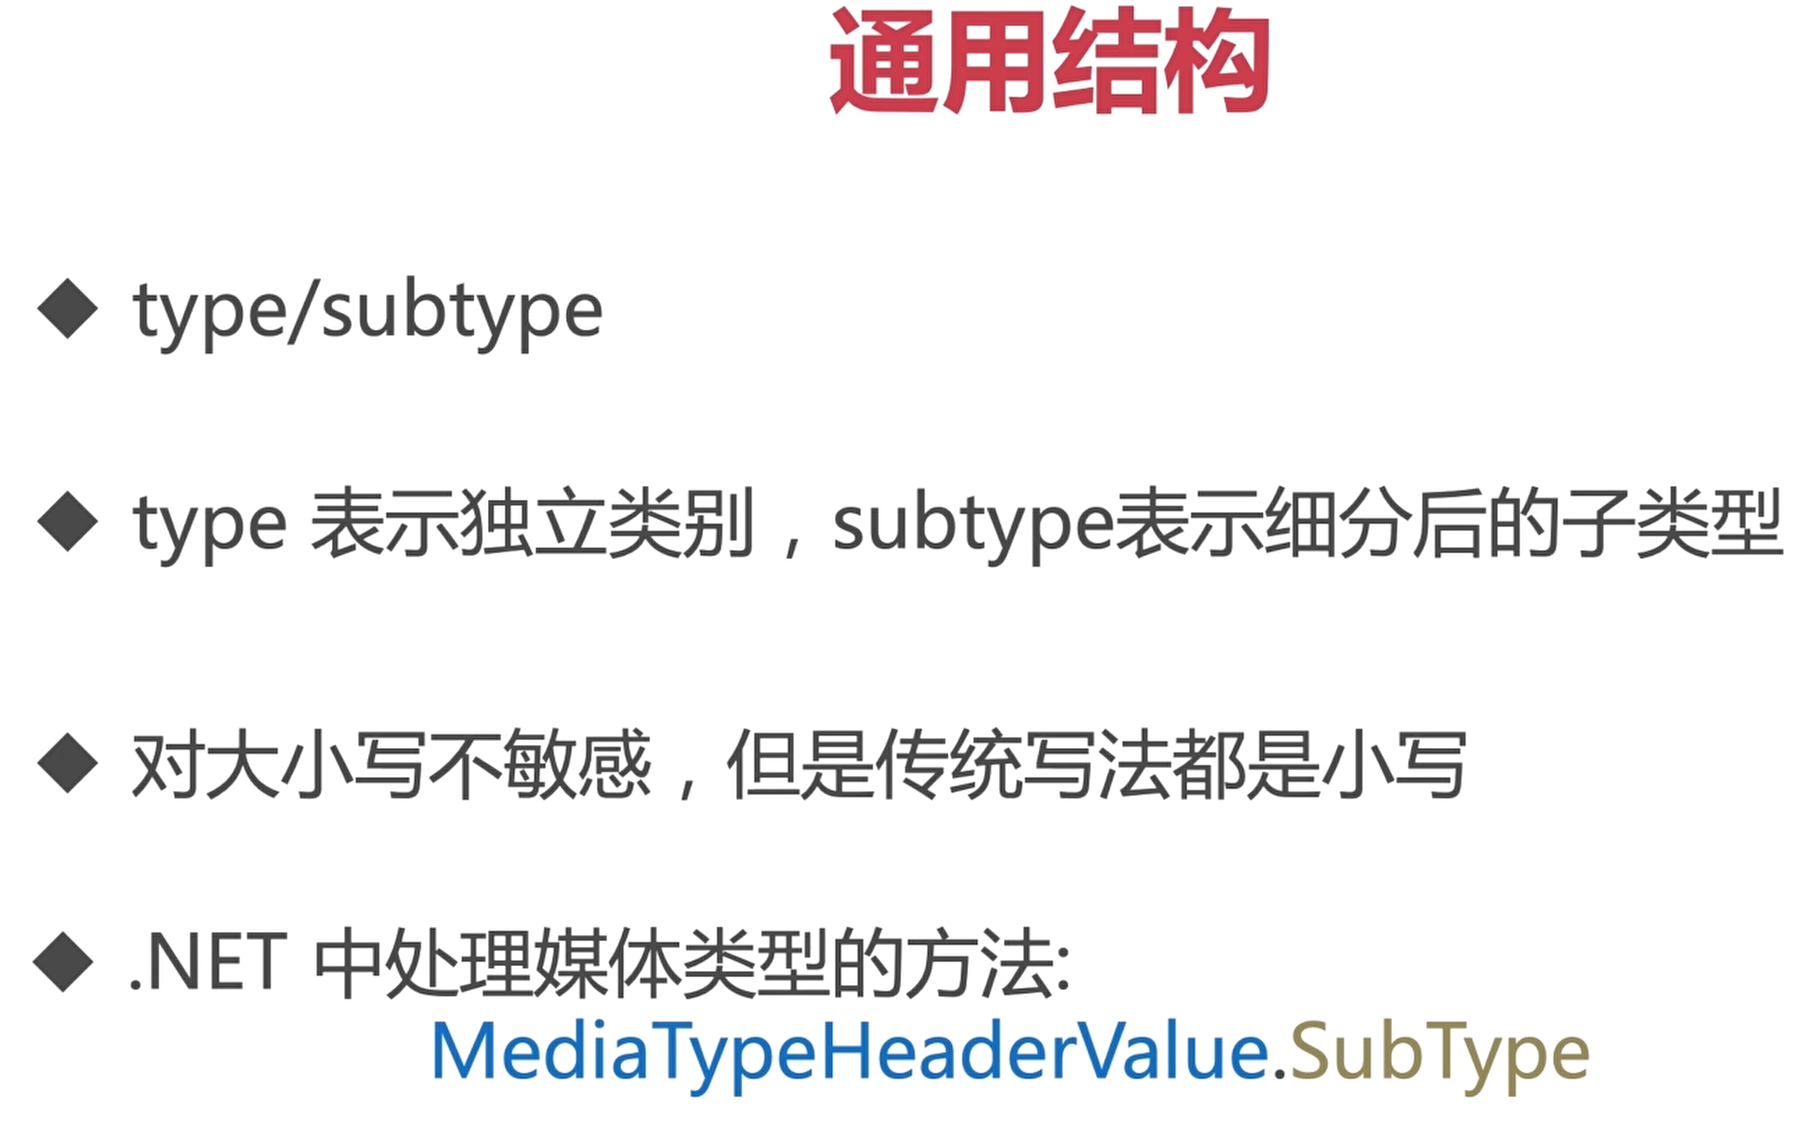 通用结构
◆ type/subtype
◆ type 表示独立类别，subtype表示细分后的子类型
◆ 对大小写不敏感，但是传统写法都是小写
◆ .NET 中处理媒体类型的方法:
MediaTypeHeaderValue.SubType